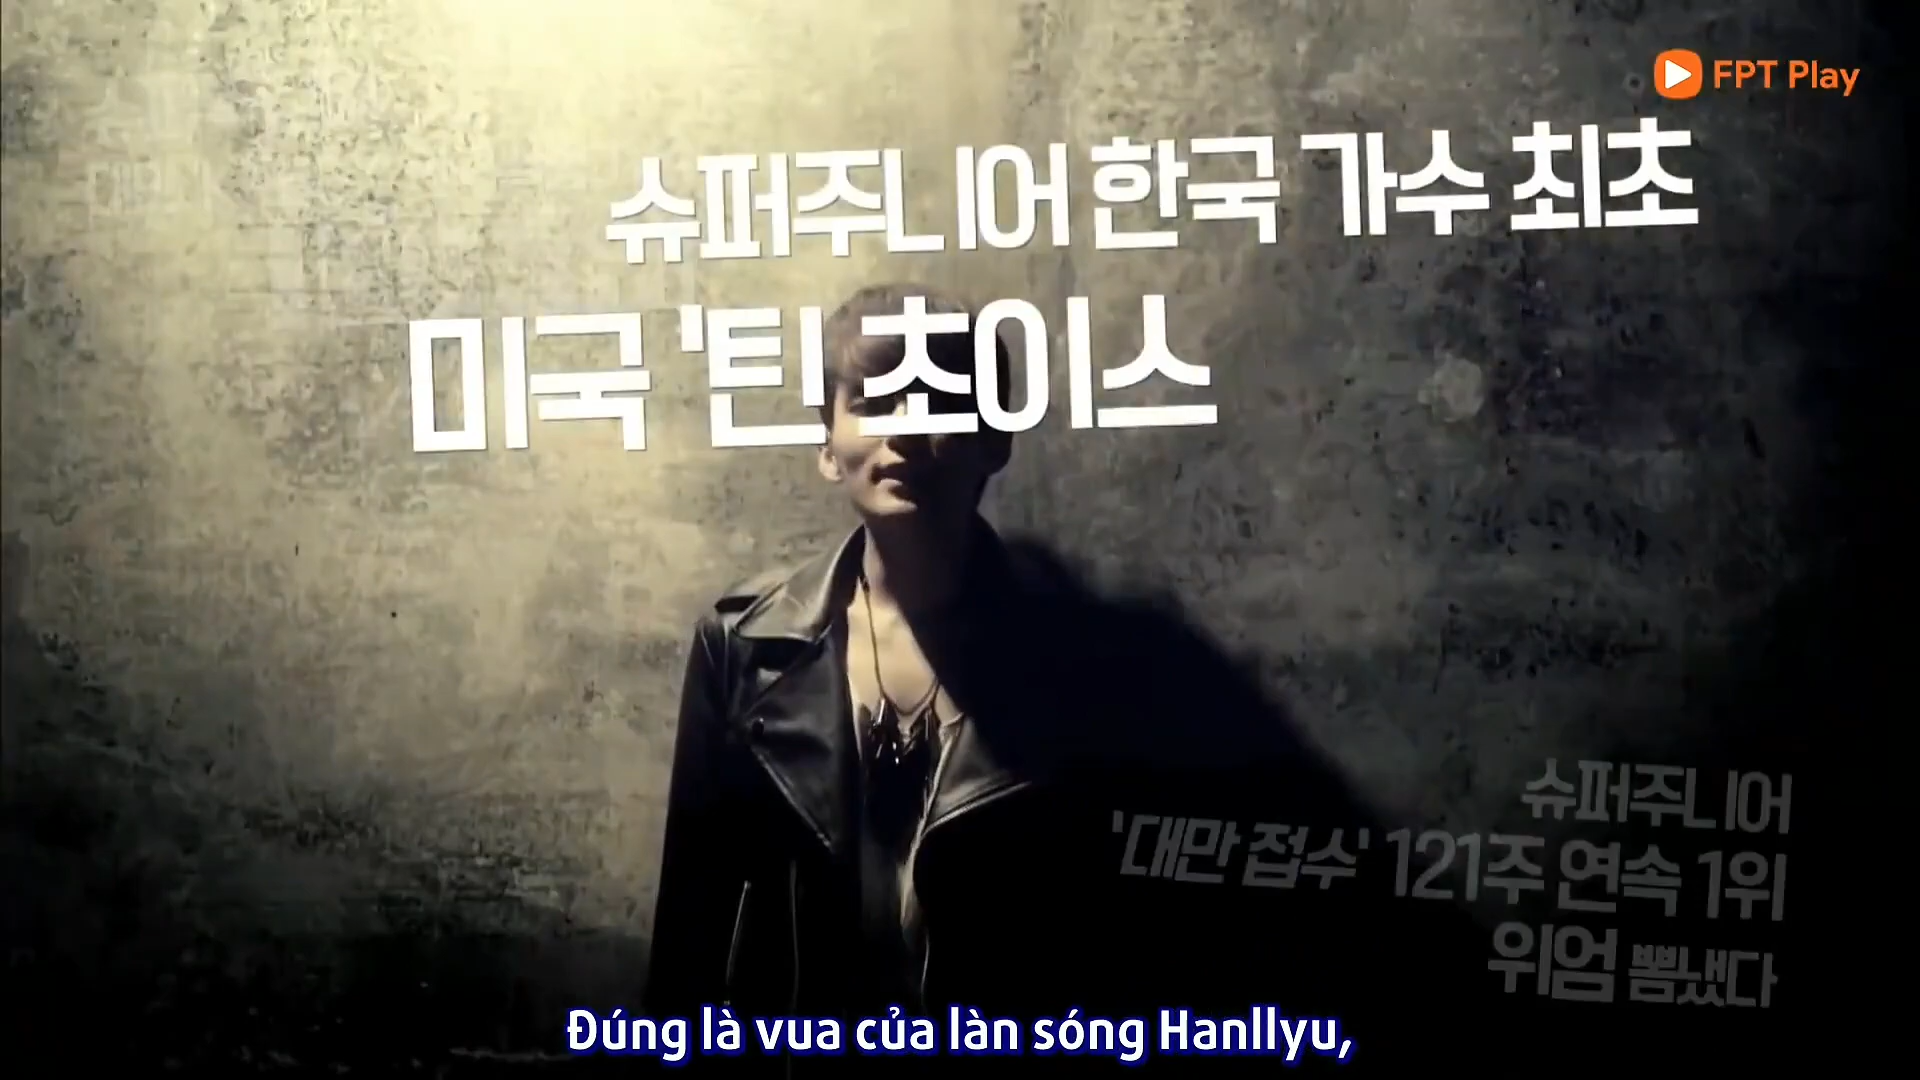 FPT Play
슈퍼주니어 한국 가수 최초
미국 '틴 초이스
슈퍼주니어
'대만 접수' 121주 연속 1위
위엄 뽐냈다
Đúng là vua của làn sóng Hanllyu,